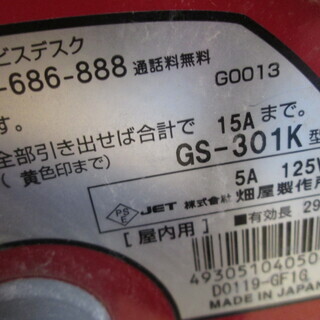 ビスデスク
-686-888 通話料無料
G0013
す。
全部引き出せば合計で 15Aまで。
(黄色印まで) GS-301K 型
5A 125V
PS E JET 株式会社 畑屋製作所
■有効長 29
[屋内用]
4930510405
D0119-GF1G
MADE IN JAPAN